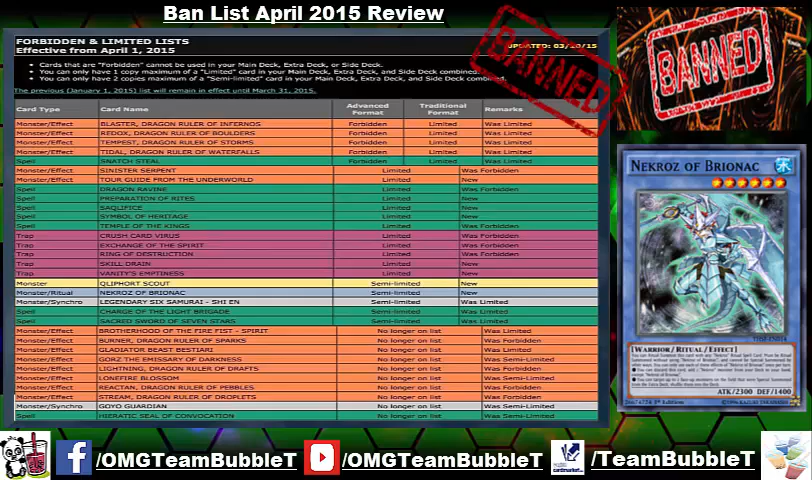 Ban List April 2015 Review
FORBIDDEN & LIMITED LISTS
Effective from April 1, 2015
UPDATED: 03/20/15
• Cards that are "Forbidden" cannot be used in your Main Deck, Extra Deck, or Side Deck.
• You can only have 1 copy maximum of a "Limited" card in your Main Deck, Extra Deck, and Side Deck combined.
• You can only have 2 copies maximum of a "Semi-limited" card in your Main Deck, Extra Deck, and Side Deck combined.
The previous (January 1, 2015) list will remain in effect until March 31, 2015.
Card Type Card Name Advanced Format Traditional Format Remarks
Monster/Effect BLASTER, DRAGON RULER OF INFERNOS Forbidden Limited Was Limited
Monster/Effect REDOX, DRAGON RULER OF BOULDERS Forbidden Limited Was Limited
Monster/Effect TEMPEST, DRAGON RULER OF STORMS Forbidden Limited Was Limited
Monster/Effect TIDAL, DRAGON RULER OF WATERFALLS Forbidden Limited Was Limited
Spell SNATCH STEAL Forbidden Limited Was Limited
Monster/Effect SINISTER SERPENT Limited Was Forbidden
Monster/Effect TOUR GUIDE FROM THE UNDERWORLD Limited New
Spell DRAGON RAVINE Limited Was Forbidden
Spell PREPARATION OF RITES Limited New
Spell SAQLIFICE Limited New
Spell SYMBOL OF HERITAGE Limited New
Spell TEMPLE OF THE KINGS Limited Was Forbidden
Trap CRUSH CARD VIRUS Limited Was Forbidden
Trap EXCHANGE OF THE SPIRIT Limited Was Forbidden
Trap RING OF DESTRUCTION Limited Was Forbidden
Trap SKILL DRAIN Limited New
Trap VANITY'S EMPTINESS Limited New
Monster QLIPHORT SCOUT Semi-limited New
Monster/Ritual NEKROZ OF BRIONAC Semi-limited New
Monster/Synchro LEGENDARY SIX SAMURAI - SHI EN Semi-limited Was Limited
Spell CHARGE OF THE LIGHT BRIGADE Semi-limited Was Limited
Spell SACRED SWORD OF SEVEN STARS Semi-limited Was Limited
Monster/Effect BROTHERHOOD OF THE FIRE FIST - SPIRIT No longer on list Was Limited
Monster/Effect BURNER, DRAGON RULER OF SPARKS No longer on list Was Forbidden
Monster/Effect GLADIATOR BEAST BESTIARI No longer on list Was Limited
Monster/Effect GORZ THE EMISSARY OF DARKNESS No longer on list Was Semi-Limited
Monster/Effect LIGHTNING, DRAGON RULER OF DRAFTS No longer on list Was Forbidden
Monster/Effect LONEFIRE BLOSSOM No longer on list Was Semi-Limited
Monster/Effect REACTAN, DRAGON RULER OF PEBBLES No longer on list Was Forbidden
Monster/Effect STREAM, DRAGON RULER OF DROPLETS No longer on list Was Forbidden
Monster/Synchro GOYO GUARDIAN No longer on list Was Semi-Limited
Spell HIERATIC SEAL OF CONVOCATION No longer on list Was Semi-Limited
BANNED
BANNED
NEKROZ OF BRIONAC
THSF-EN014
[WARRIOR/RITUAL/EFFECT]
ATK/2300 DEF/1400
1st Edition
/OMGTeamBubbleT
/OMGTeamBubbleT
/TeamBubbleT